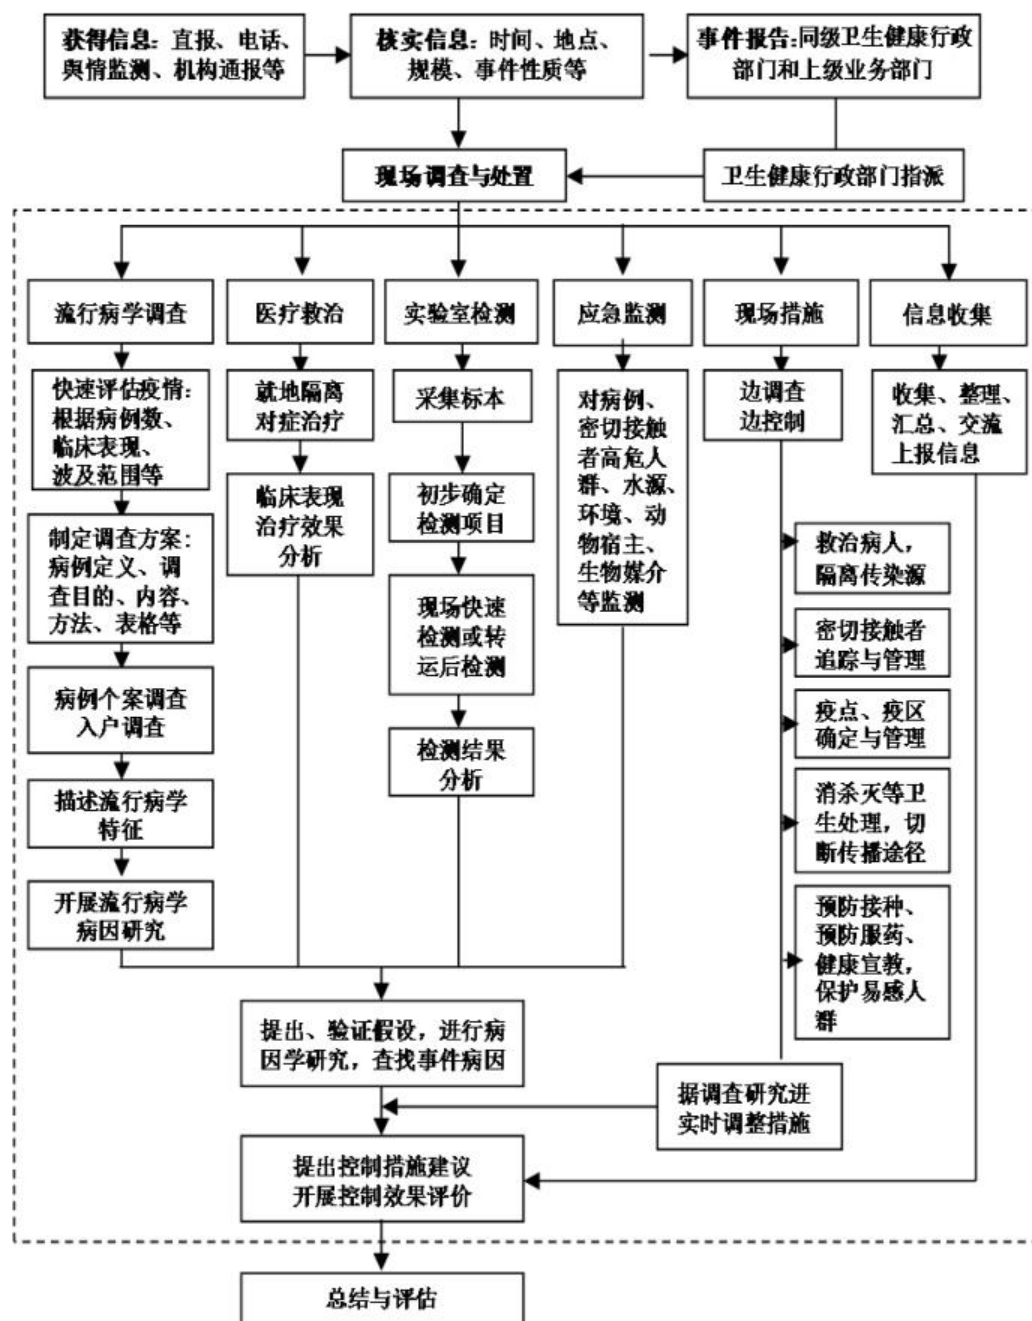 获得信息：直报、电话、
舆情监测、机构通报等
核实信息：时间、地点、
规模、事件性质等
事件报告：同级卫生健康行政
部门和上级业务部门
现场调查与处置
卫生健康行政部门指派
流行病学调查
医疗救治
实验室检测
应急监测
现场措施
信息收集
快速评估疫情：
根据病例数、
临床表现、
波及范围等
制定调查方案：
病例定义、调
查目的、内容、
方法、表格等
病例个案调查
入户调查
描述流行病学
特征
开展流行病学
病因研究
就地隔离
对症治疗
临床表现
治疗效果
分析
采集标本
初步确定
检测项目
现场快速
检测或转
运后检测
检测结果
分析
对病例、
密切接触
者高危人
群、水源、
环境、动
物宿主、
生物媒介
等监测
边调查
边控制
救治病人，
隔离传染源
密切接触者
追踪与管理
疫点、疫区
确定与管理
消杀灭等卫
生处理，切
断传播途径
预防接种、
预防服药、
健康宣教，
保护易感人
群
收集、整理、
汇总、交流
上报信息
提出、验证假设，进行病
因学研究，查找事件病因
据调查研究进
实时调整措施
提出控制措施建议
开展控制效果评价
总结与评估